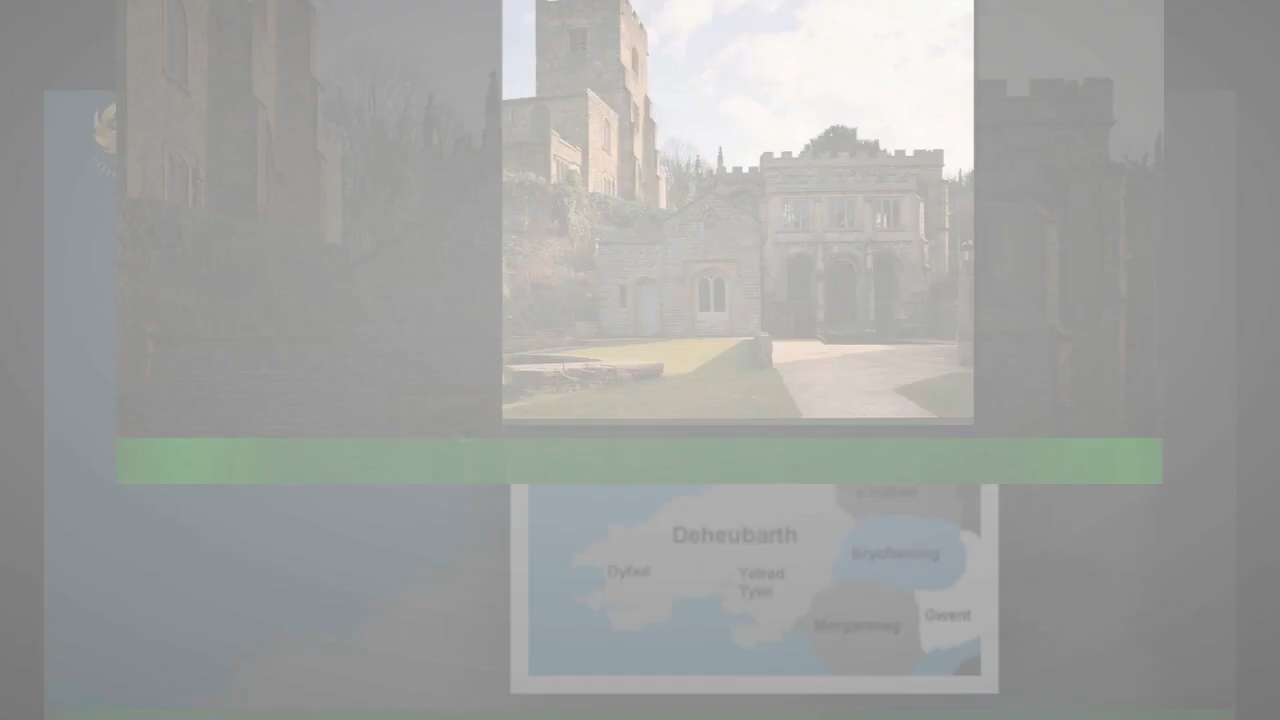 Deheubarth
Brycheiniog
Dyfed
Ystrad
Tywi
Gwent
Morgannwg